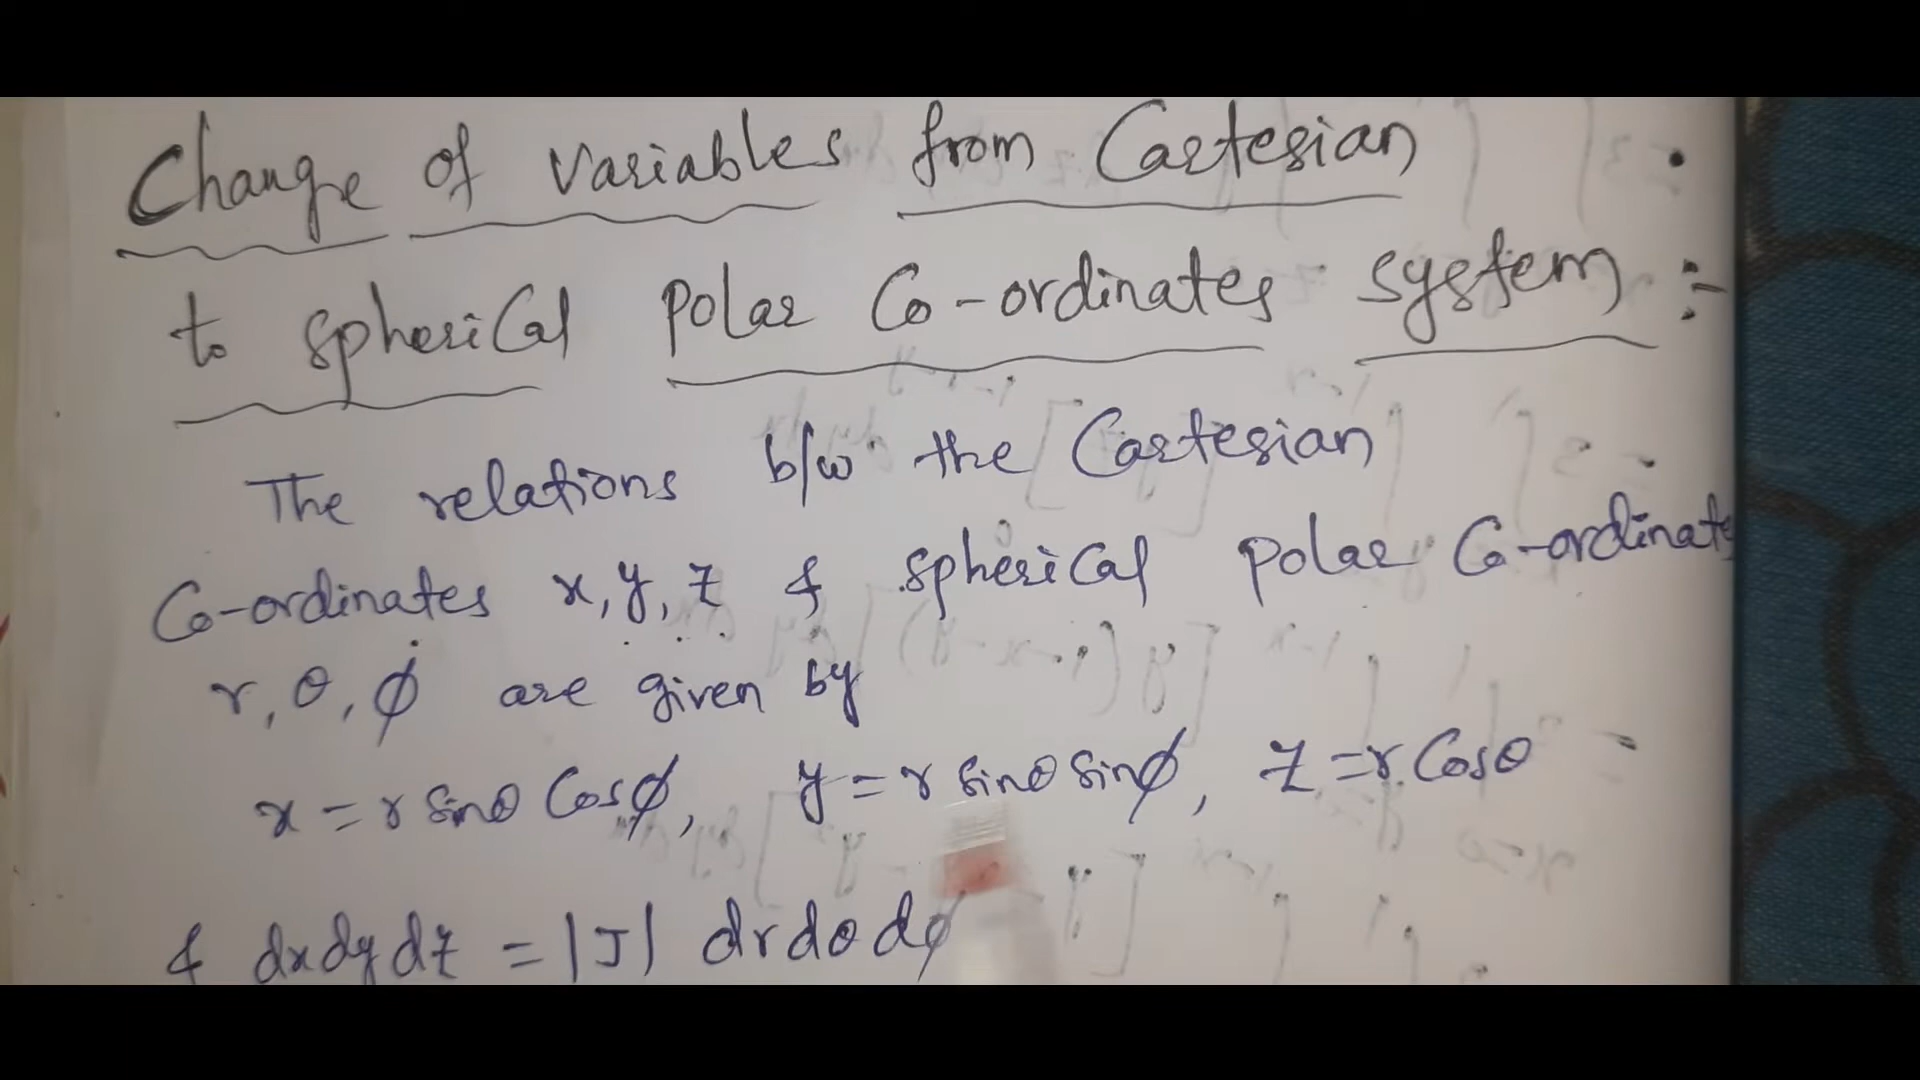 Change of variables from Cartesian
to spherical polar Co-ordinates system :-
The relations b/w the Cartesian
Co-ordinates x, y, z & spherical polar Co-ordinate
r, θ, ϕ are given by
x = r sinθ Cosϕ, y = r sinθ sinϕ, z = r Cosθ
& dxdydz = |J| drdθdϕ